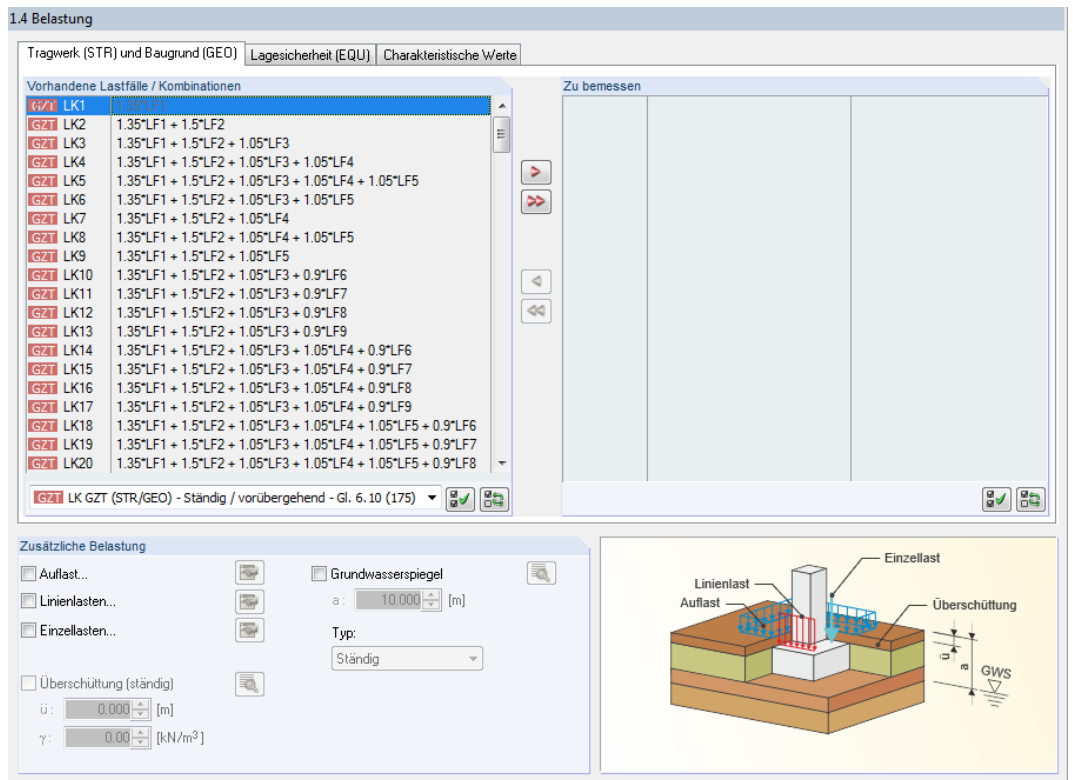 1.4 Belastung
Tragwerk (STR) und Baugrund (GEO) Lagesicherheit (EQU) Charakteristische Werte
Vorhandene Lastfälle / Kombinationen
GZT LK1 1.35*LF1
GZT LK2 1.35*LF1 + 1.5*LF2
GZT LK3 1.35*LF1 + 1.5*LF2 + 1.05*LF3
GZT LK4 1.35*LF1 + 1.5*LF2 + 1.05*LF3 + 1.05*LF4
GZT LK5 1.35*LF1 + 1.5*LF2 + 1.05*LF3 + 1.05*LF4 + 1.05*LF5
GZT LK6 1.35*LF1 + 1.5*LF2 + 1.05*LF3 + 1.05*LF5
GZT LK7 1.35*LF1 + 1.5*LF2 + 1.05*LF4
GZT LK8 1.35*LF1 + 1.5*LF2 + 1.05*LF4 + 1.05*LF5
GZT LK9 1.35*LF1 + 1.5*LF2 + 1.05*LF5
GZT LK10 1.35*LF1 + 1.5*LF2 + 1.05*LF3 + 0.9*LF6
GZT LK11 1.35*LF1 + 1.5*LF2 + 1.05*LF3 + 0.9*LF7
GZT LK12 1.35*LF1 + 1.5*LF2 + 1.05*LF3 + 0.9*LF8
GZT LK13 1.35*LF1 + 1.5*LF2 + 1.05*LF3 + 0.9*LF9
GZT LK14 1.35*LF1 + 1.5*LF2 + 1.05*LF3 + 1.05*LF4 + 0.9*LF6
GZT LK15 1.35*LF1 + 1.5*LF2 + 1.05*LF3 + 1.05*LF4 + 0.9*LF7
GZT LK16 1.35*LF1 + 1.5*LF2 + 1.05*LF3 + 1.05*LF4 + 0.9*LF8
GZT LK17 1.35*LF1 + 1.5*LF2 + 1.05*LF3 + 1.05*LF4 + 0.9*LF9
GZT LK18 1.35*LF1 + 1.5*LF2 + 1.05*LF3 + 1.05*LF4 + 1.05*LF5 + 0.9*LF6
GZT LK19 1.35*LF1 + 1.5*LF2 + 1.05*LF3 + 1.05*LF4 + 1.05*LF5 + 0.9*LF7
GZT LK20 1.35*LF1 + 1.5*LF2 + 1.05*LF3 + 1.05*LF4 + 1.05*LF5 + 0.9*LF8
GZT LK GZT (STR/GEO) - Ständig / vorübergehend - Gl. 6.10 (175)
Zu bemessen
Zusätzliche Belastung
Auflast...
Linienlasten...
Einzellasten...
Überschüttung (ständig)
ü : 0.000 [m]
γ : 0.00 [kN/m³]
Grundwasserspiegel
a : 10.000 [m]
Typ:
Ständig
Einzellast
Linienlast
Auflast
Überschüttung
ü
a
GWS